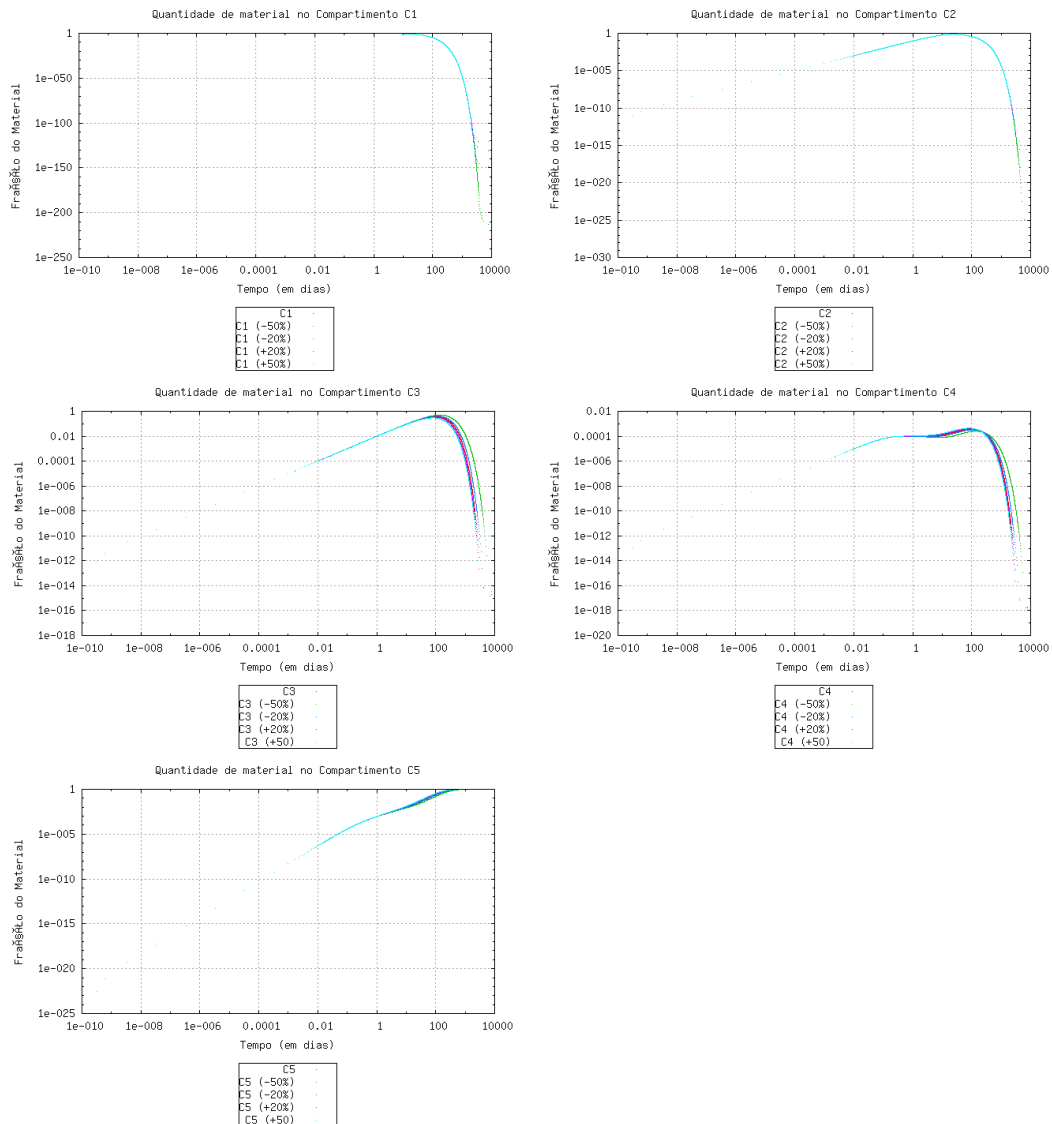 Quantidade de material no Compartimento C1
1
1e-050
1e-100
1e-150
1e-200
1e-250
1e-010 1e-008 1e-006 0.0001 0.01 1 100 10000
do Material
Tempo (em dias)
C1
C1 (-50%)
C1 (-20%)
C1 (+20%)
C1 (+50%)
Quantidade de material no Compartimento C2
1
1e-005
1e-010
1e-015
1e-020
1e-025
1e-030
1e-010 1e-008 1e-006 0.0001 0.01 1 100 10000
do Material
Tempo (em dias)
C2
C2 (-50%)
C2 (-20%)
C2 (+20%)
C2 (+50%)
Quantidade de material no Compartimento C3
1
0.01
0.0001
1e-006
1e-008
1e-010
1e-012
1e-014
1e-016
1e-018
1e-010 1e-008 1e-006 0.0001 0.01 1 100 10000
do Material
Tempo (em dias)
C3
C3 (-50%)
C3 (-20%)
C3 (+20%)
C3 (+50)
Quantidade de material no Compartimento C4
0.01
0.0001
1e-006
1e-008
1e-010
1e-012
1e-014
1e-016
1e-018
1e-020
1e-010 1e-008 1e-006 0.0001 0.01 1 100 10000
do Material
Tempo (em dias)
C4
C4 (-50%)
C4 (-20%)
C4 (+20%)
C4 (+50)
Quantidade de material no Compartimento C5
1
1e-005
1e-010
1e-015
1e-020
1e-025
1e-010 1e-008 1e-006 0.0001 0.01 1 100 10000
do Material
Tempo (em dias)
C5
C5 (-50%)
C5 (-20%)
C5 (+20%)
C5 (+50)